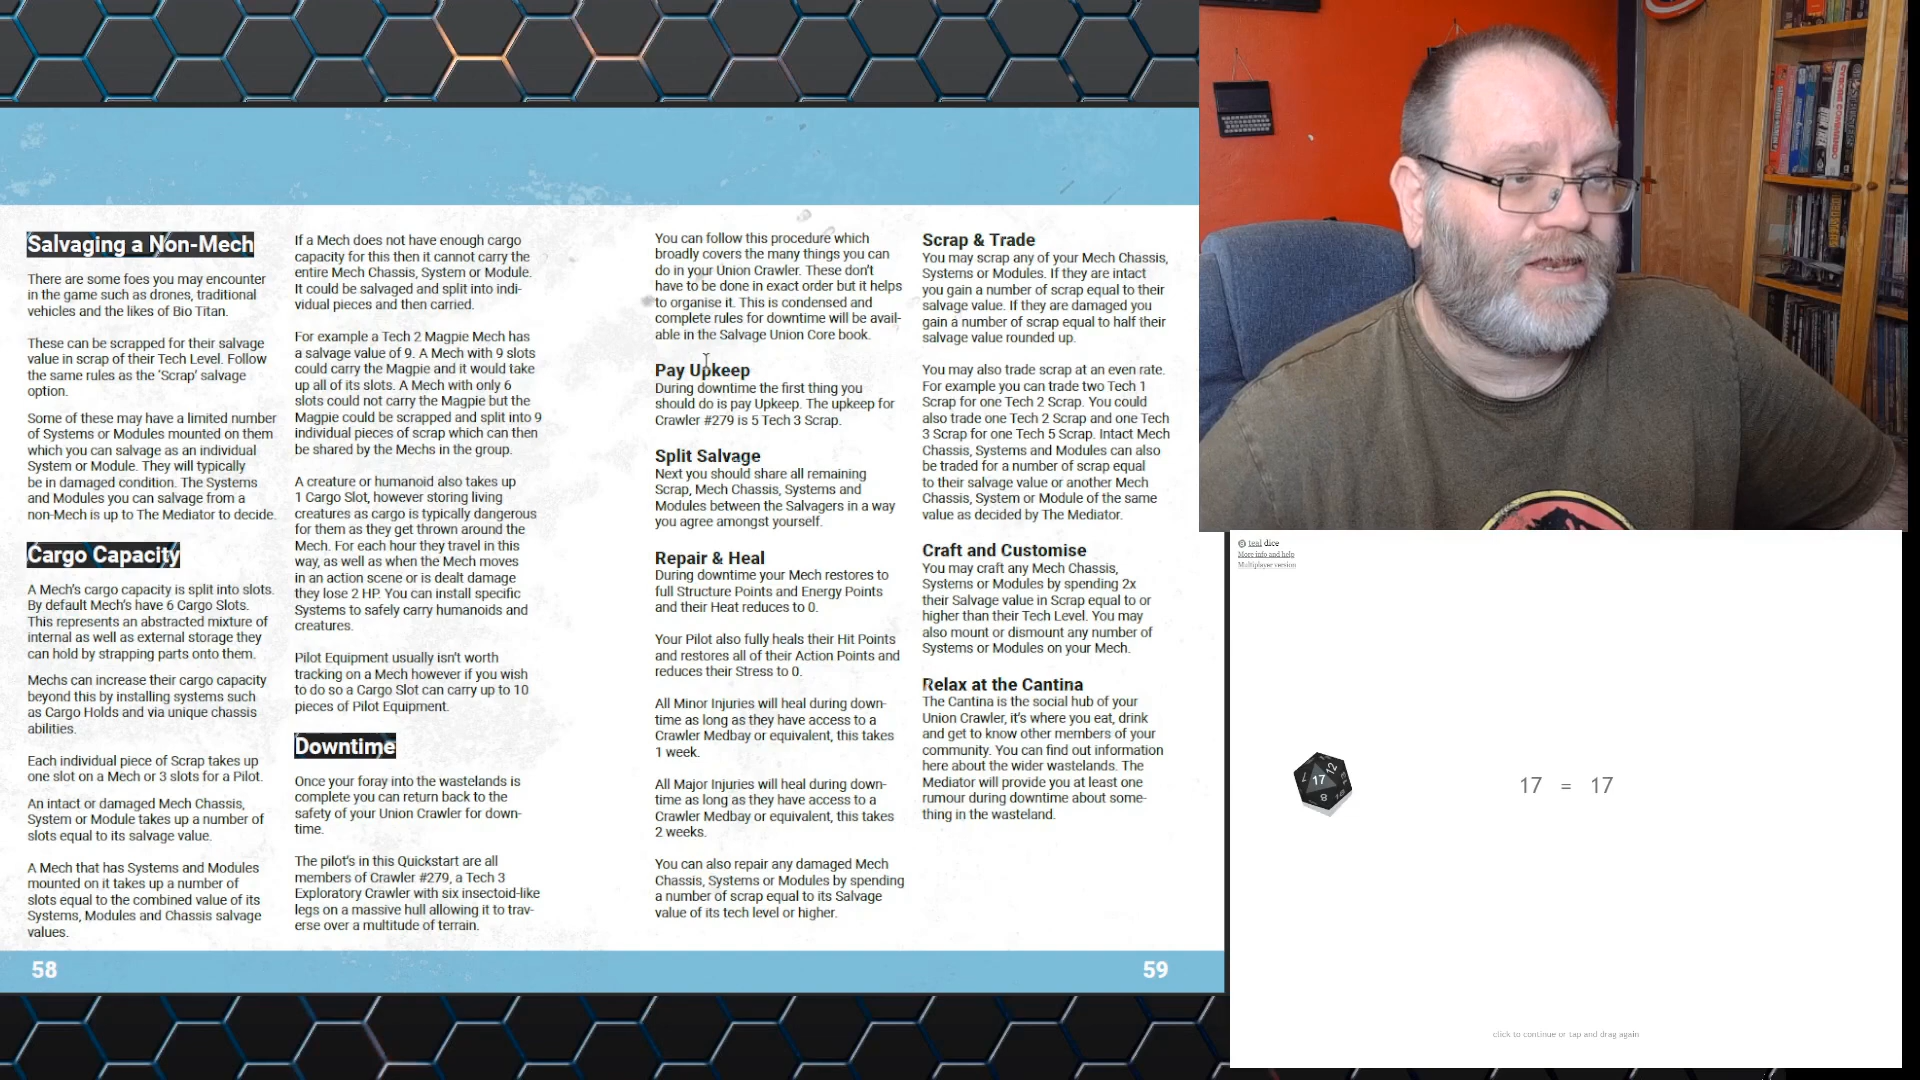 Salvaging a Non-Mech
There are some foes you may encounter
in the game such as drones, traditional
vehicles and the likes of Bio Titan.
These can be scrapped for their salvage
value in scrap of their Tech Level. Follow
the same rules as the ‘Scrap’ salvage
option.
Some of these may have a limited number
of Systems or Modules mounted on them
which you can salvage as an individual
System or Module. They will typically
be in damaged condition. The Systems
and Modules you can salvage from a
non-Mech is up to The Mediator to decide.
Cargo Capacity
A Mech’s cargo capacity is split into slots.
By default Mech’s have 6 Cargo Slots.
This represents an abstracted mixture of
internal as well as external storage they
can hold by strapping parts onto them.
Mechs can increase their cargo capacity
beyond this by installing systems such
as Cargo Holds and via unique chassis
abilities.
Each individual piece of Scrap takes up
one slot on a Mech or 3 slots for a Pilot.
An intact or damaged Mech Chassis,
System or Module takes up a number of
slots equal to its salvage value.
A Mech that has Systems and Modules
mounted on it takes up a number of
slots equal to the combined value of its
Systems, Modules and Chassis salvage
values.
58
If a Mech does not have enough cargo
capacity for this then it cannot carry the
entire Mech Chassis, System or Module.
It could be salvaged and split into indi-
vidual pieces and then carried.
For example a Tech 2 Magpie Mech has
a salvage value of 9. A Mech with 9 slots
could carry the Magpie and it would take
up all of its slots. A Mech with only 6
slots could not carry the Magpie but the
Magpie could be scrapped and split into 9
individual pieces of scrap which can then
be shared by the Mechs in the group.
A creature or humanoid also takes up
1 Cargo Slot, however storing living
creatures as cargo is typically dangerous
for them as they get thrown around the
Mech. For each hour they travel in this
way, as well as when the Mech moves
in an action scene or is dealt damage
they lose 2 HP. You can install specific
Systems to safely carry humanoids and
creatures.
Pilot Equipment usually isn’t worth
tracking on a Mech however if you wish
to do so a Cargo Slot can carry up to 10
pieces of Pilot Equipment.
Downtime
Once your foray into the wastelands is
complete you can return back to the
safety of your Union Crawler for down-
time.
The pilot’s in this Quickstart are all
members of Crawler #279, a Tech 3
Exploratory Crawler with six insectoid-like
legs on a massive hull allowing it to trav-
erse over a multitude of terrain.
You can follow this procedure which
broadly covers the many things you can
do in your Union Crawler. These don’t
have to be done in exact order but it helps
to organise it. This is condensed and
complete rules for downtime will be avail-
able in the Salvage Union Core book.
Pay Upkeep
During downtime the first thing you
should do is pay Upkeep. The upkeep for
Crawler #279 is 5 Tech 3 Scrap.
Split Salvage
Next you should share all remaining
Scrap, Mech Chassis, Systems and
Modules between the Salvagers in a way
you agree amongst yourself.
Repair & Heal
During downtime your Mech restores to
full Structure Points and Energy Points
and their Heat reduces to 0.
Your Pilot also fully heals their Hit Points
and restores all of their Action Points and
reduces their Stress to 0.
All Minor Injuries will heal during down-
time as long as they have access to a
Crawler Medbay or equivalent, this takes
1 week.
All Major Injuries will heal during down-
time as long as they have access to a
Crawler Medbay or equivalent, this takes
2 weeks.
You can also repair any damaged Mech
Chassis, Systems or Modules by spending
a number of scrap equal to its Salvage
value of its tech level or higher.
Scrap & Trade
You may scrap any of your Mech Chassis,
Systems or Modules. If they are intact
you gain a number of scrap equal to their
salvage value. If they are damaged you
gain a number of scrap equal to half their
salvage value rounded up.
You may also trade scrap at an even rate.
For example you can trade two Tech 1
Scrap for one Tech 2 Scrap. You could
also trade one Tech 2 Scrap and one Tech
3 Scrap for one Tech 5 Scrap. Intact Mech
Chassis, Systems and Modules can also
be traded for a number of scrap equal
to their salvage value or another Mech
Chassis, System or Module of the same
value as decided by The Mediator.
Craft and Customise
You may craft any Mech Chassis,
Systems or Modules by spending 2x
their Salvage value in Scrap equal to or
higher than their Tech Level. You may
also mount or dismount any number of
Systems or Modules on your Mech.
Relax at the Cantina
The Cantina is the social hub of your
Union Crawler, it’s where you eat, drink
and get to know other members of your
community. You can find out information
here about the wider wastelands. The
Mediator will provide you at least one
rumour during downtime about some-
thing in the wasteland.
59
teal dice
More info and help
Multiplayer version
17
12
8
17 = 17
click to continue or tap and drag again